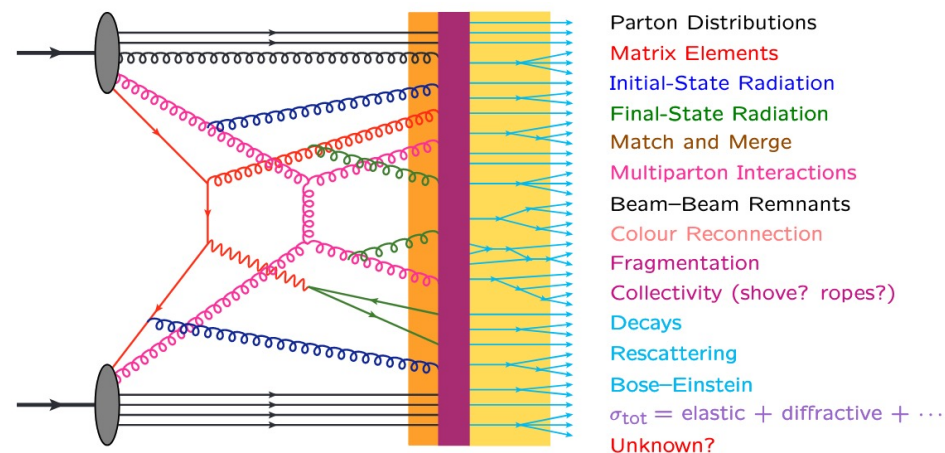 Parton Distributions
Matrix Elements
Initial-State Radiation
Final-State Radiation
Match and Merge
Multiparton Interactions
Beam–Beam Remnants
Colour Reconnection
Fragmentation
Collectivity (shove? ropes?)
Decays
Rescattering
Bose–Einstein
σ_tot = elastic + diffractive + ⋯
Unknown?